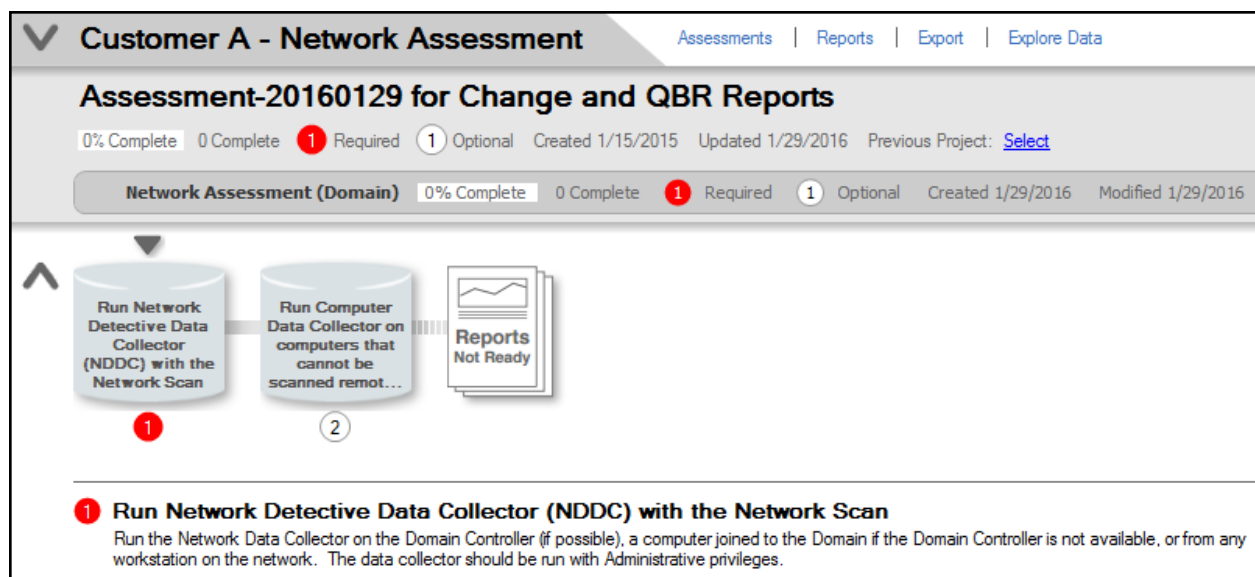 Customer A - Network Assessment
Assessments | Reports | Export | Explore Data
Assessment-20160129 for Change and QBR Reports
0% Complete 0 Complete 1 Required 1 Optional Created 1/15/2015 Updated 1/29/2016 Previous Project: Select
Network Assessment (Domain) 0% Complete 0 Complete 1 Required 1 Optional Created 1/29/2016 Modified 1/29/2016
Run Network
Detective Data
Collector
(NDDC) with the
Network Scan
1
Run Computer
Data Collector on
computers that
cannot be
scanned remot...
2
Reports
Not Ready
1 Run Network Detective Data Collector (NDDC) with the Network Scan
Run the Network Data Collector on the Domain Controller (if possible), a computer joined to the Domain if the Domain Controller is not available, or from any
workstation on the network. The data collector should be run with Administrative privileges.